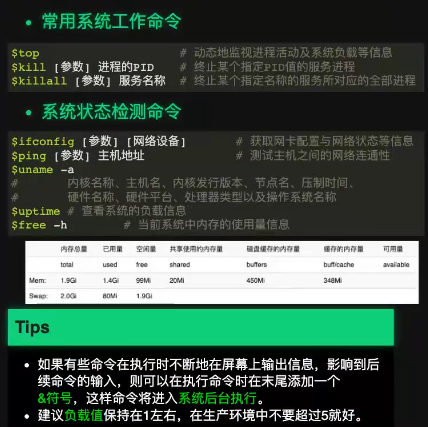 • 常用系统工作命令
$top # 动态地监视进程活动及系统负载等信息
$kill [参数] 进程的PID # 终止某个指定PID值的服务进程
$killall [参数] 服务名称 # 终止某个指定名称的服务所对应的全部进程
• 系统状态检测命令
$ifconfig [参数] [网络设备] # 获取网卡配置与网络状态等信息
$ping [参数] 主机地址 # 测试主机之间的网络连通性
$uname -a
# 内核名称、主机名、内核发行版本、节点名、压制时间、
# 硬件名称、硬件平台、处理器类型以及操作系统名称
$uptime # 查看系统的负载信息
$free -h # 当前系统中内存的使用量信息
内存总量 已用量 空闲量 共享使用的内存量 磁盘缓存的内存量 缓存的内存量 可用量
total used free shared buffers buff/cache available
Mem: 1.9Gi 1.4Gi 99Mi 20Mi 450Mi 348Mi
Swap: 2.0Gi 80Mi 1.9Gi
Tips
• 如果有些命令在执行时不断地在屏幕上输出信息，影响到后
续命令的输入，则可以在执行命令时在末尾添加一个
&符号，这样命令将进入系统后台执行。
• 建议负载值保持在1左右，在生产环境中不要超过5就好。